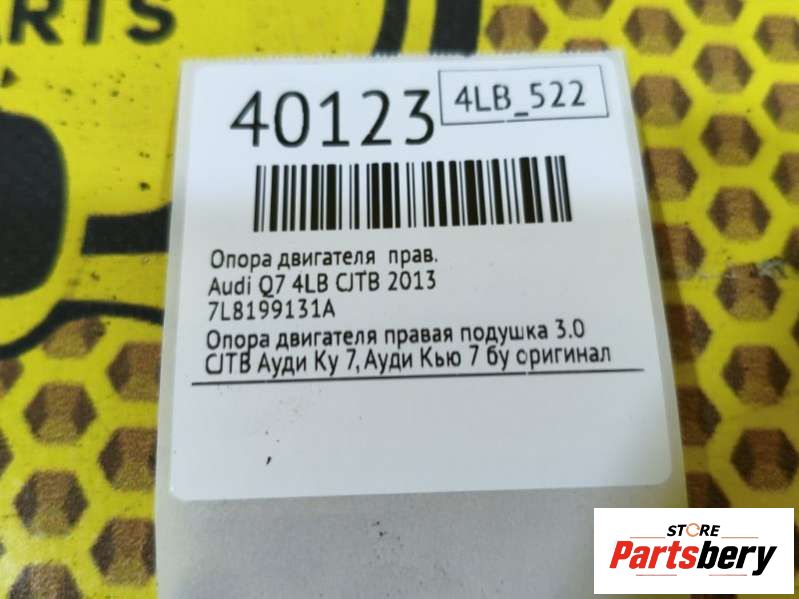 ARTS
40123
4LB_522
Опора двигателя прав.
Audi Q7 4LB CJTB 2013
7L8199131A
Опора двигателя правая подушка 3.0
CJTB Ауди Ку 7, Ауди Кью 7 бу оригинал
STORE
Partsbery